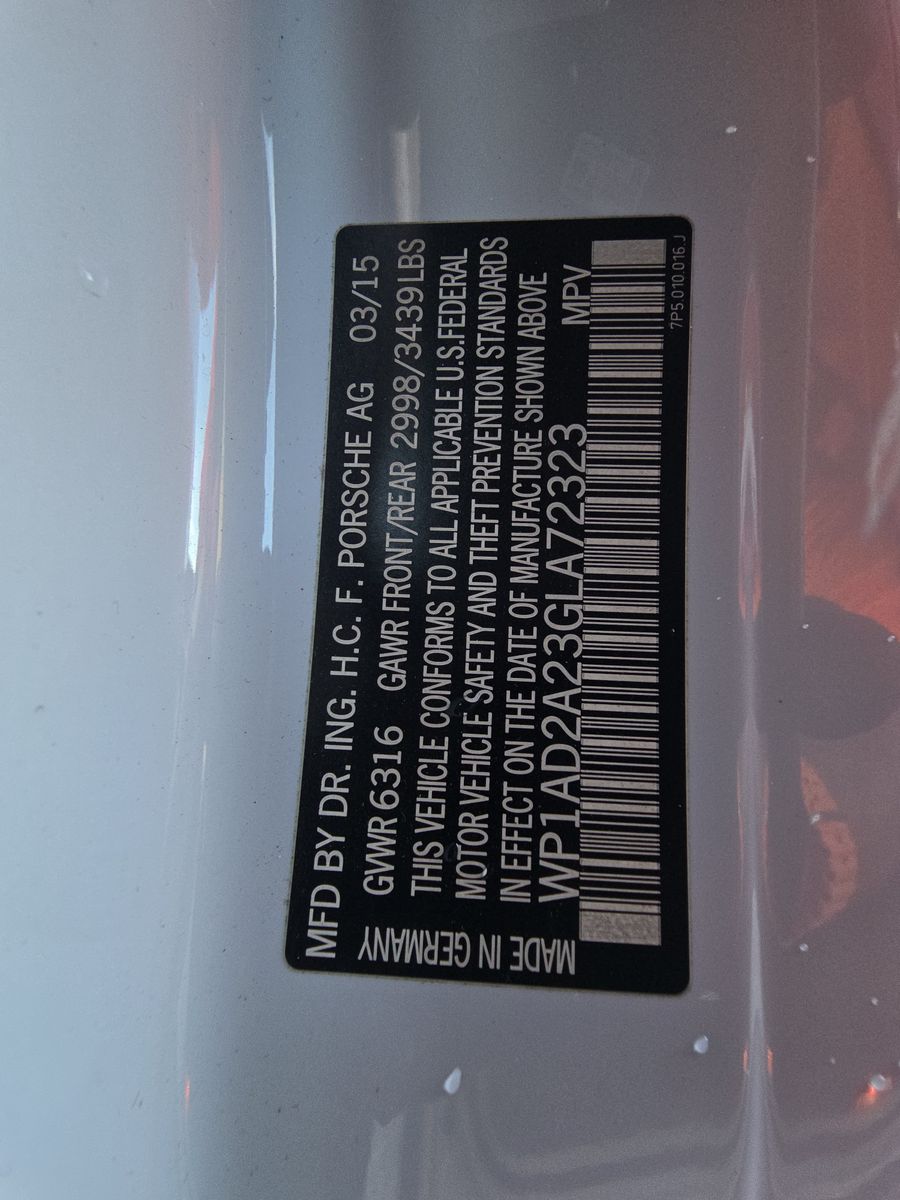 MFD BY DR. ING. H.C. F. PORSCHE AG 03/15
GVWR 6316 GAWR FRONT/REAR 2998/3439LBS
THIS VEHICLE CONFORMS TO ALL APPLICABLE U.S.FEDERAL
MOTOR VEHICLE SAFETY AND THEFT PREVENTION STANDARDS
IN EFFECT ON THE DATE OF MANUFACTURE SHOWN ABOVE
WP1AD2A23GLA72323 MPV
MADE IN GERMANY
7P5.010.016.J